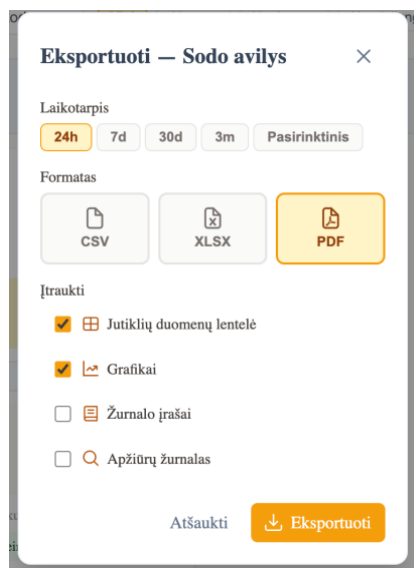 Eksportuoti — Sodo avilys
Laikotarpis
24h 7d 30d 3m Pasirinktinis
Formatas
CSV XLSX PDF
Įtraukti
Jutiklių duomenų lentelė
Grafikai
Žurnalo įrašai
Apžiūrų žurnalas
Atšaukti Eksportuoti